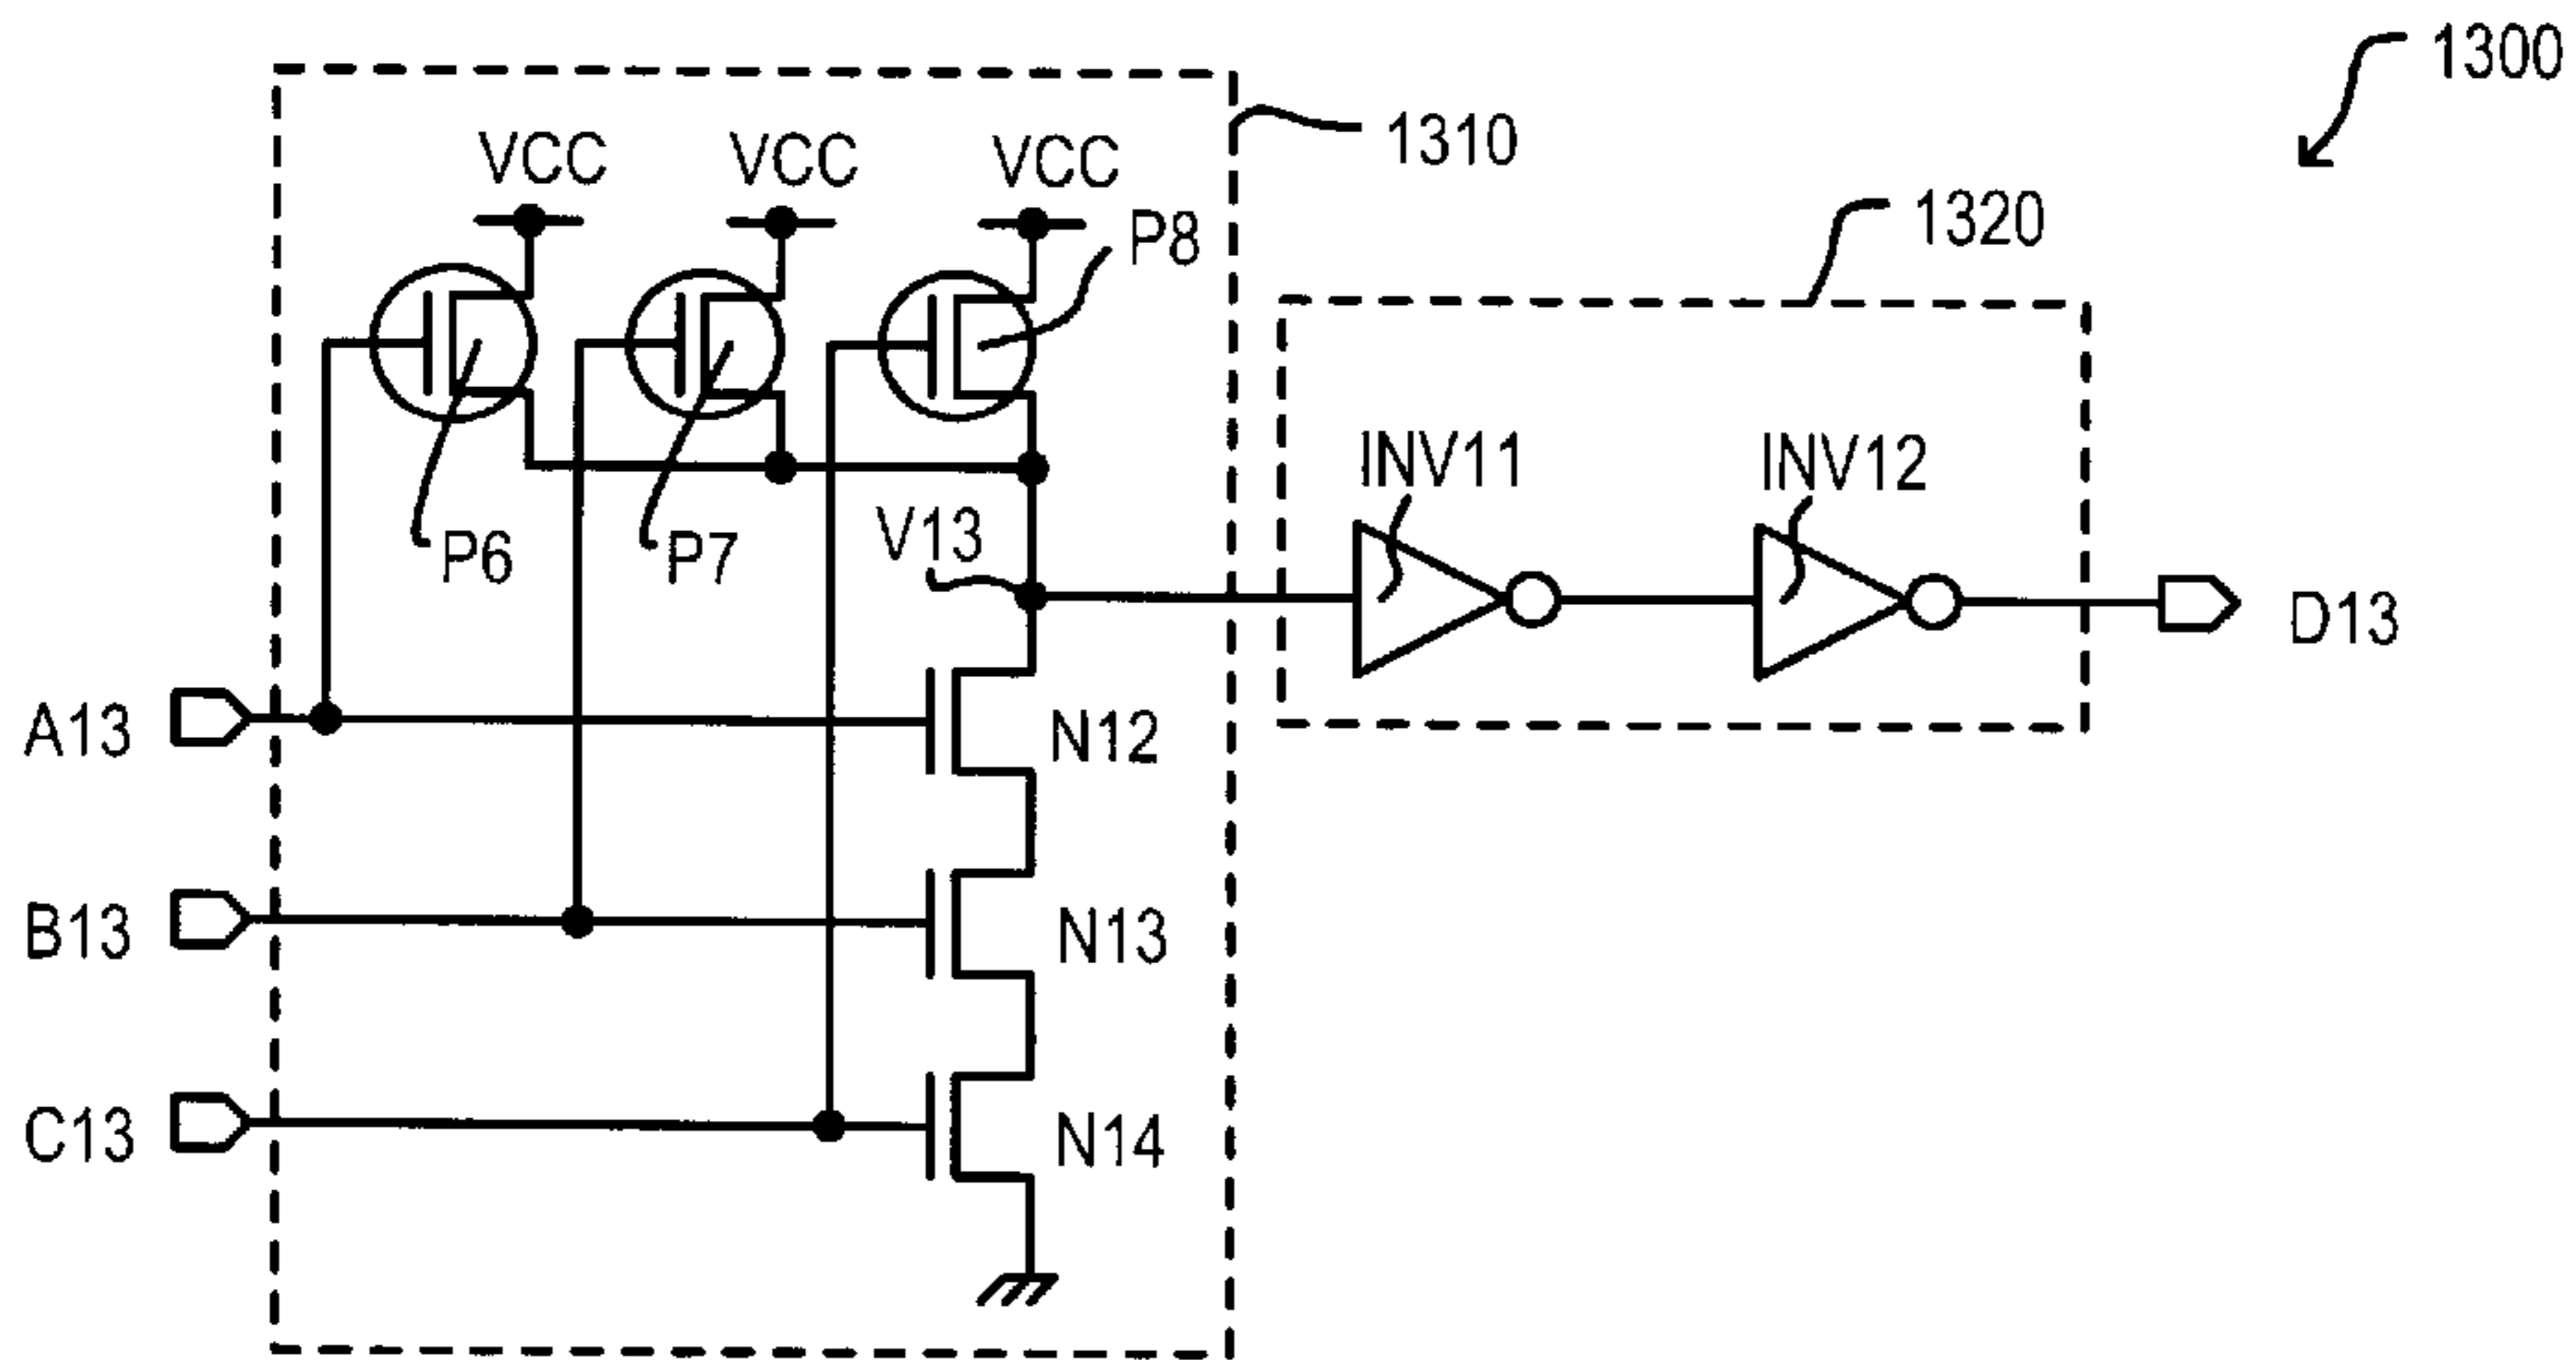 1300
1310
VCC VCC VCC
P8
1320
INV11 INV12
V13
P6 P7
D13
A13
N12
B13
N13
C13
N14